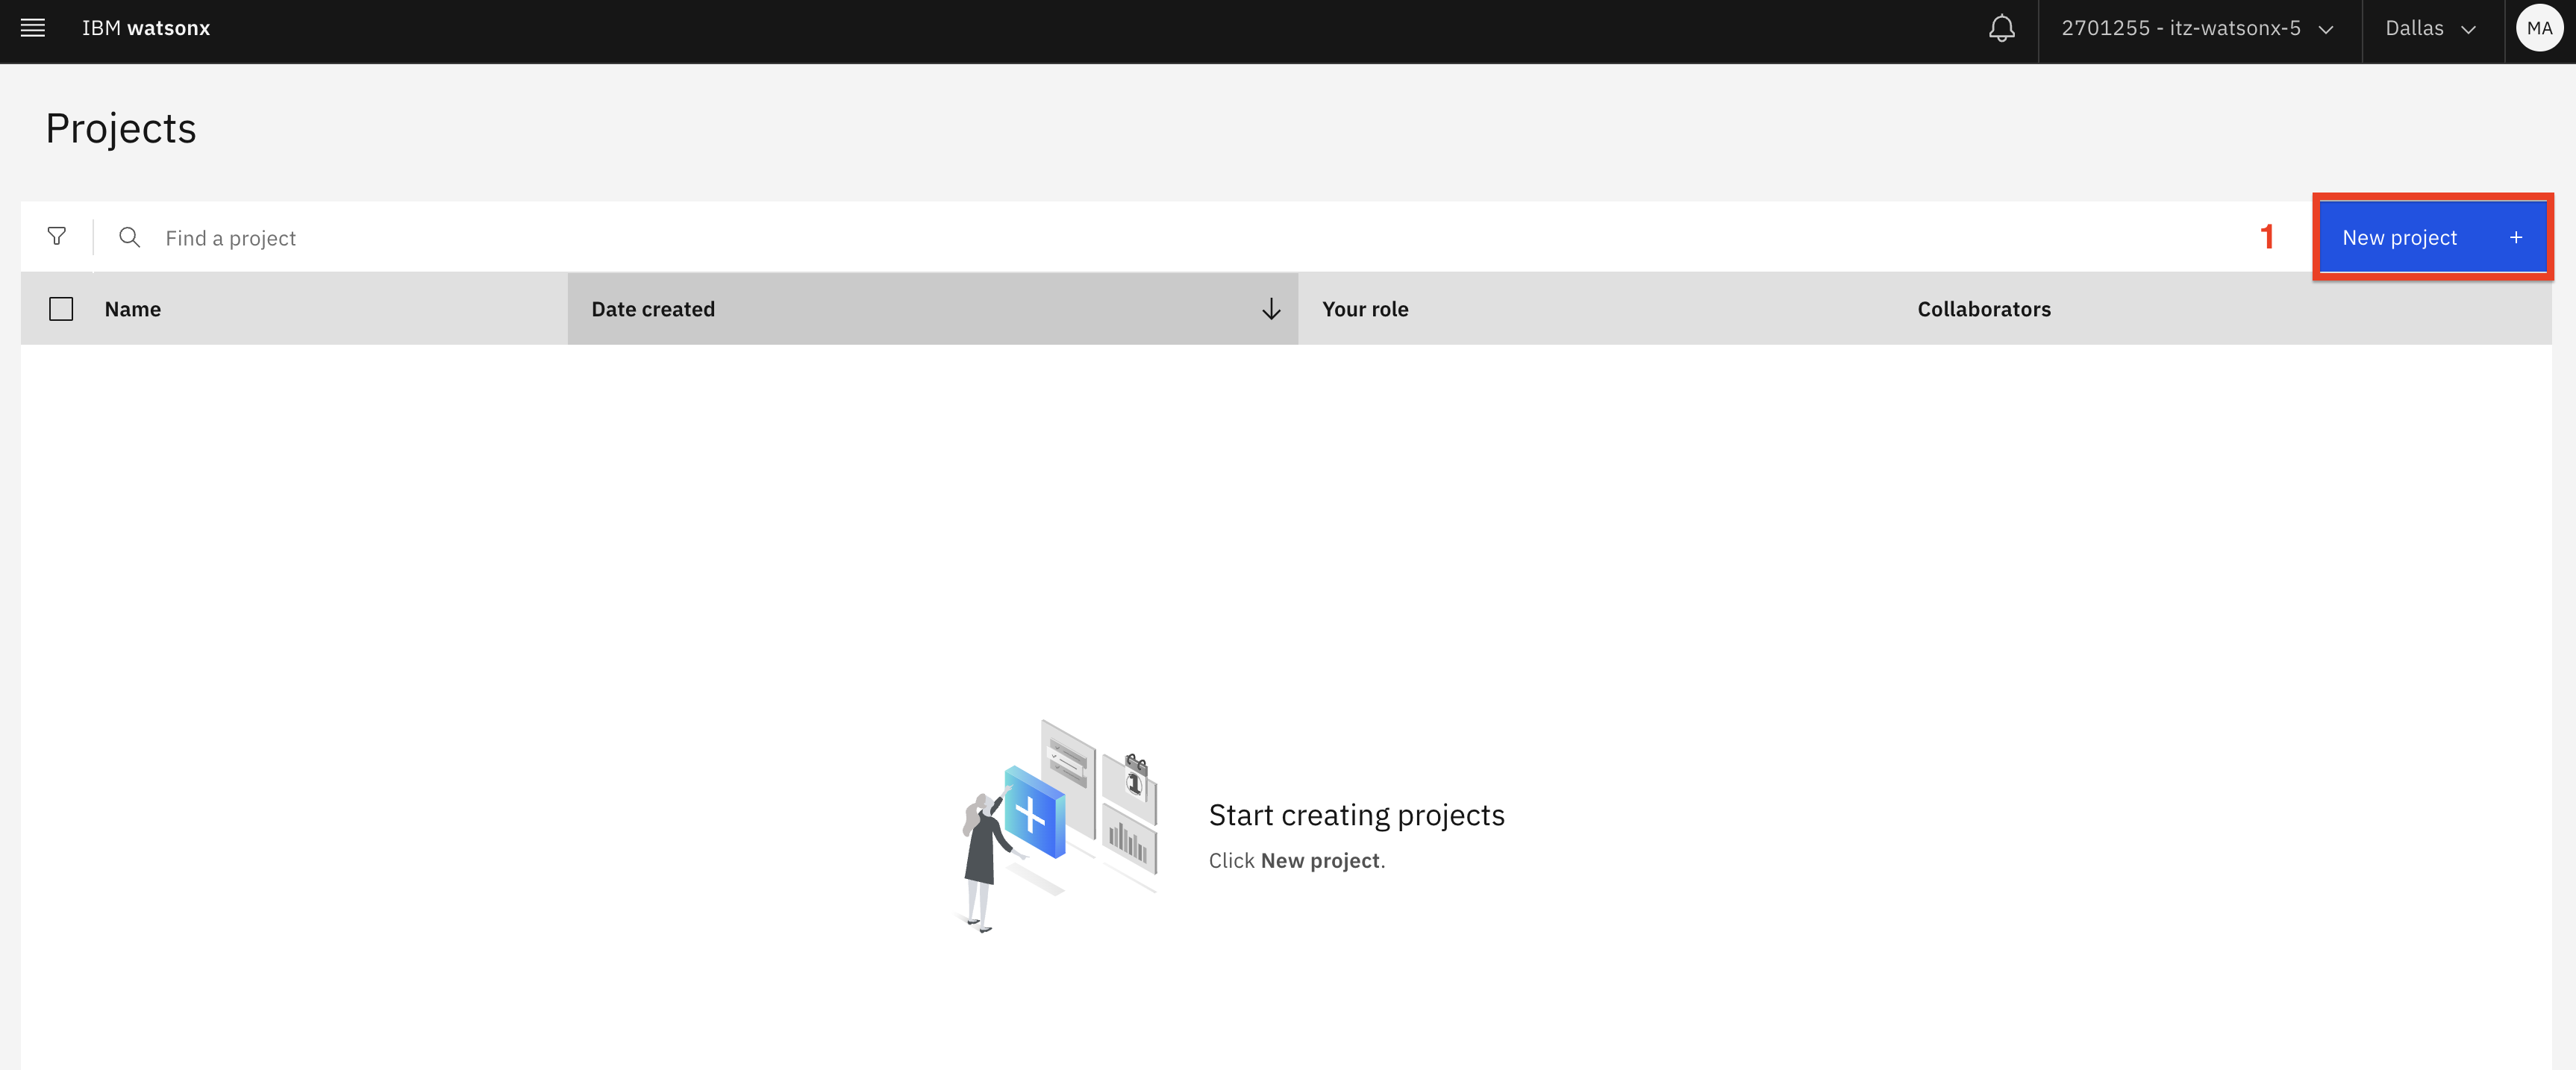 IBM watsonx
2701255 - itz-watsonx-5
Dallas
MA
Projects
Find a project
1
New project +
Name
Date created
Your role
Collaborators
1
Start creating projects
Click New project.